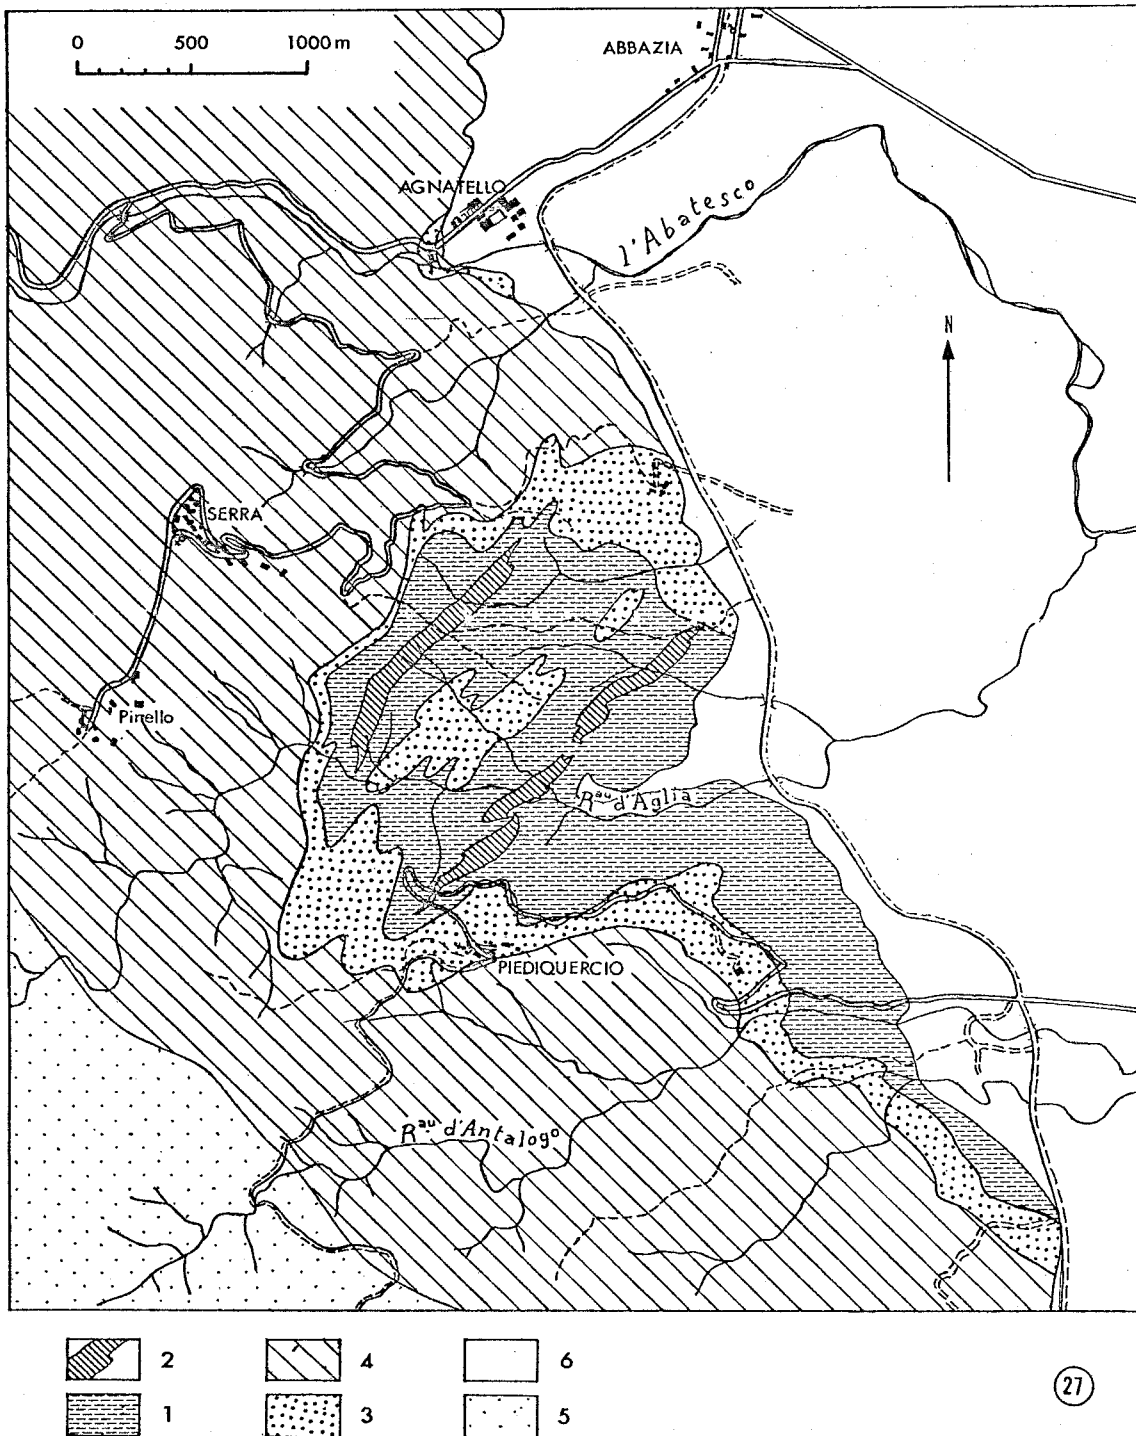 0 500 1000 m
ABBAZIA
AGNATELLO
l'Abatesco
N
SERRA
Pinello
Rau d'Aglia
PIEDIQUERCIO
Rau d'Antalogo
2 4 6
1 3 5
27